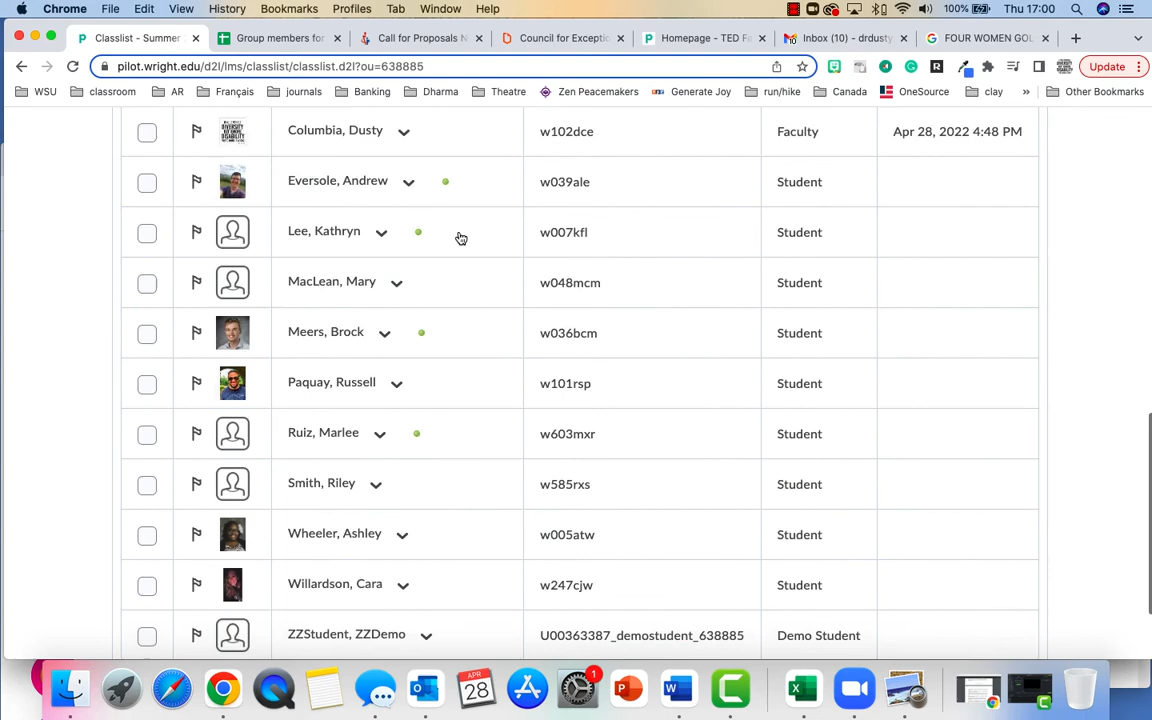 Chrome File Edit View History Bookmarks Profiles Tab Window Help 100% Thu 17:00
Classlist - Summer Group members for Call for Proposals N Council for Excepti Homepage - TED Fa Inbox (10) - drdusty FOUR WOMEN GOL
pilot.wright.edu/d2l/lms/classlist/classlist.d2l?ou=638885 Update
WSU classroom AR Français journals Banking Dharma Theatre Zen Peacemakers Generate Joy run/hike Canada OneSource clay » Other Bookmarks
Columbia, Dusty w102dce Faculty Apr 28, 2022 4:48 PM
Eversole, Andrew w039ale Student
Lee, Kathryn w007kfl Student
MacLean, Mary w048mcm Student
Meers, Brock w036bcm Student
Paquay, Russell w101rsp Student
Ruiz, Marlee w603mxr Student
Smith, Riley w585rxs Student
Wheeler, Ashley w005atw Student
Willardson, Cara w247cjw Student
ZZStudent, ZZDemo U00363387_demostudent_638885 Demo Student
APR
28
1